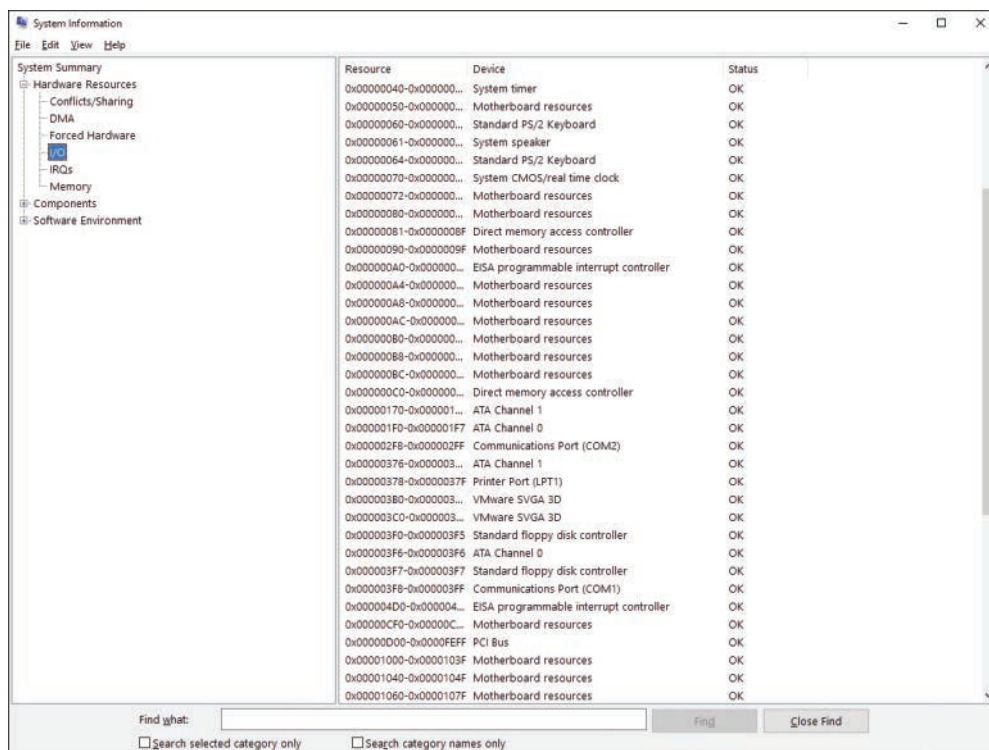 System Information
File Edit View Help
System Summary
Hardware Resources
Conflicts/Sharing
DMA
Forced Hardware
I/O
IRQs
Memory
Components
Software Environment
Resource Device Status
0x00000040-0x000000... System timer OK
0x00000050-0x000000... Motherboard resources OK
0x00000060-0x000000... Standard PS/2 Keyboard OK
0x00000061-0x000000... System speaker OK
0x00000064-0x000000... Standard PS/2 Keyboard OK
0x00000070-0x000000... System CMOS/real time clock OK
0x00000072-0x000000... Motherboard resources OK
0x00000080-0x000000... Motherboard resources OK
0x00000081-0x0000008F Direct memory access controller OK
0x00000090-0x0000009F Motherboard resources OK
0x000000A0-0x000000... EISA programmable interrupt controller OK
0x000000A4-0x000000... Motherboard resources OK
0x000000A8-0x000000... Motherboard resources OK
0x000000AC-0x000000... Motherboard resources OK
0x000000B0-0x000000... Motherboard resources OK
0x000000B8-0x000000... Motherboard resources OK
0x000000BC-0x000000... Motherboard resources OK
0x000000C0-0x000000... Direct memory access controller OK
0x00000170-0x000001... ATA Channel 1 OK
0x000001F0-0x000001F7 ATA Channel 0 OK
0x000002F8-0x000002FF Communications Port (COM2) OK
0x00000376-0x000003... ATA Channel 1 OK
0x00000378-0x0000037F Printer Port (LPT1) OK
0x000003B0-0x000003... VMware SVGA 3D OK
0x000003C0-0x000003... VMware SVGA 3D OK
0x000003F0-0x000003F5 Standard floppy disk controller OK
0x000003F6-0x000003F6 ATA Channel 0 OK
0x000003F7-0x000003F7 Standard floppy disk controller OK
0x000003F8-0x000003FF Communications Port (COM1) OK
0x000004D0-0x000004... EISA programmable interrupt controller OK
0x00000CF0-0x00000C... Motherboard resources OK
0x00000D00-0x0000FEFF PCI Bus OK
0x00001000-0x0000103F Motherboard resources OK
0x00001040-0x0000104F Motherboard resources OK
0x00001060-0x0000107F Motherboard resources OK
Find what: Find Close Find
Search selected category only Search category names only